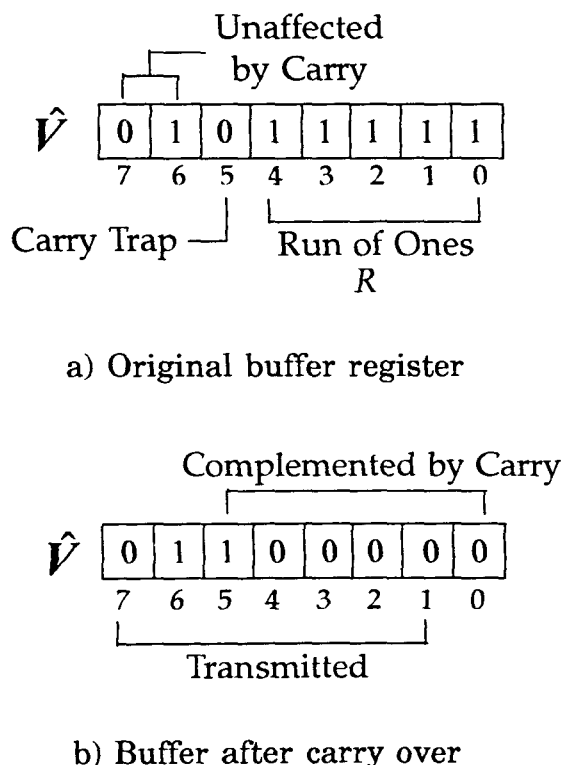 Unaffected
by Carry
V̂ 0 1 0 1 1 1 1 1
7 6 5 4 3 2 1 0
Carry Trap Run of Ones
R
a) Original buffer register
Complemented by Carry
V̂ 0 1 1 0 0 0 0 0
7 6 5 4 3 2 1 0
Transmitted
b) Buffer after carry over